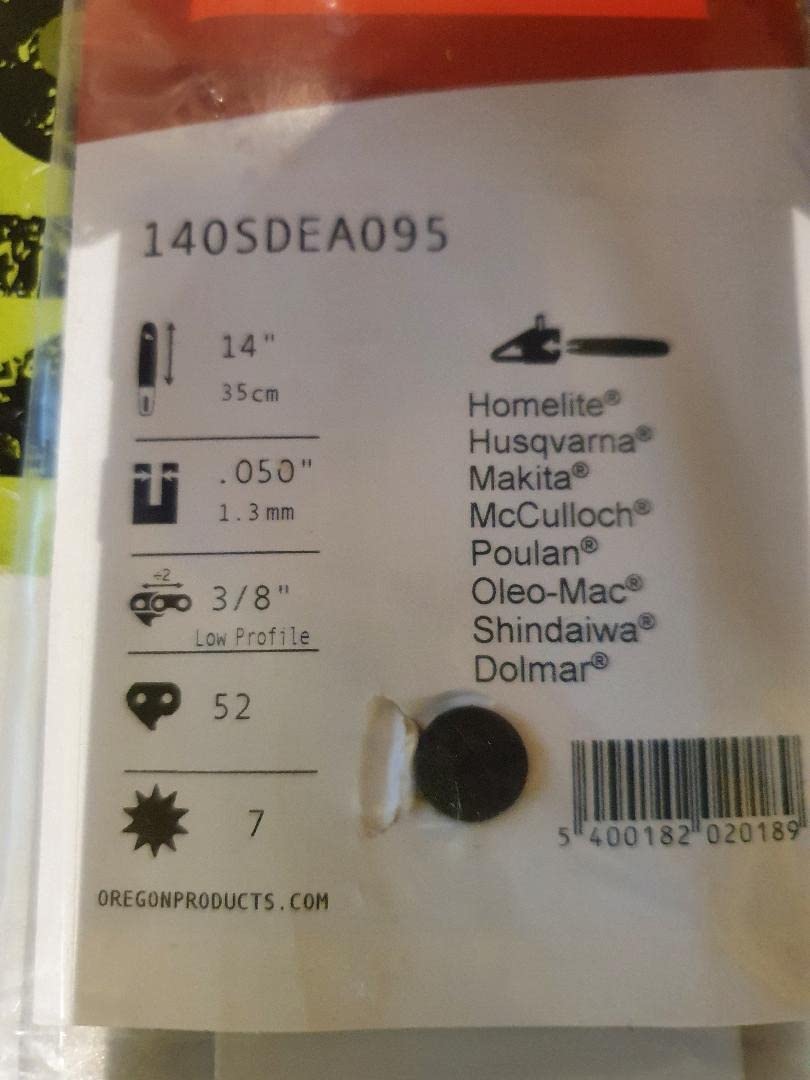 140SDEA095
14"
35cm
.050"
1.3mm
÷2
3/8"
Low Profile
52
7
OREGONPRODUCTS.COM
Homelite®
Husqvarna®
Makita®
McCulloch®
Poulan®
Oleo-Mac®
Shindaiwa®
Dolmar®
5 400182 020189